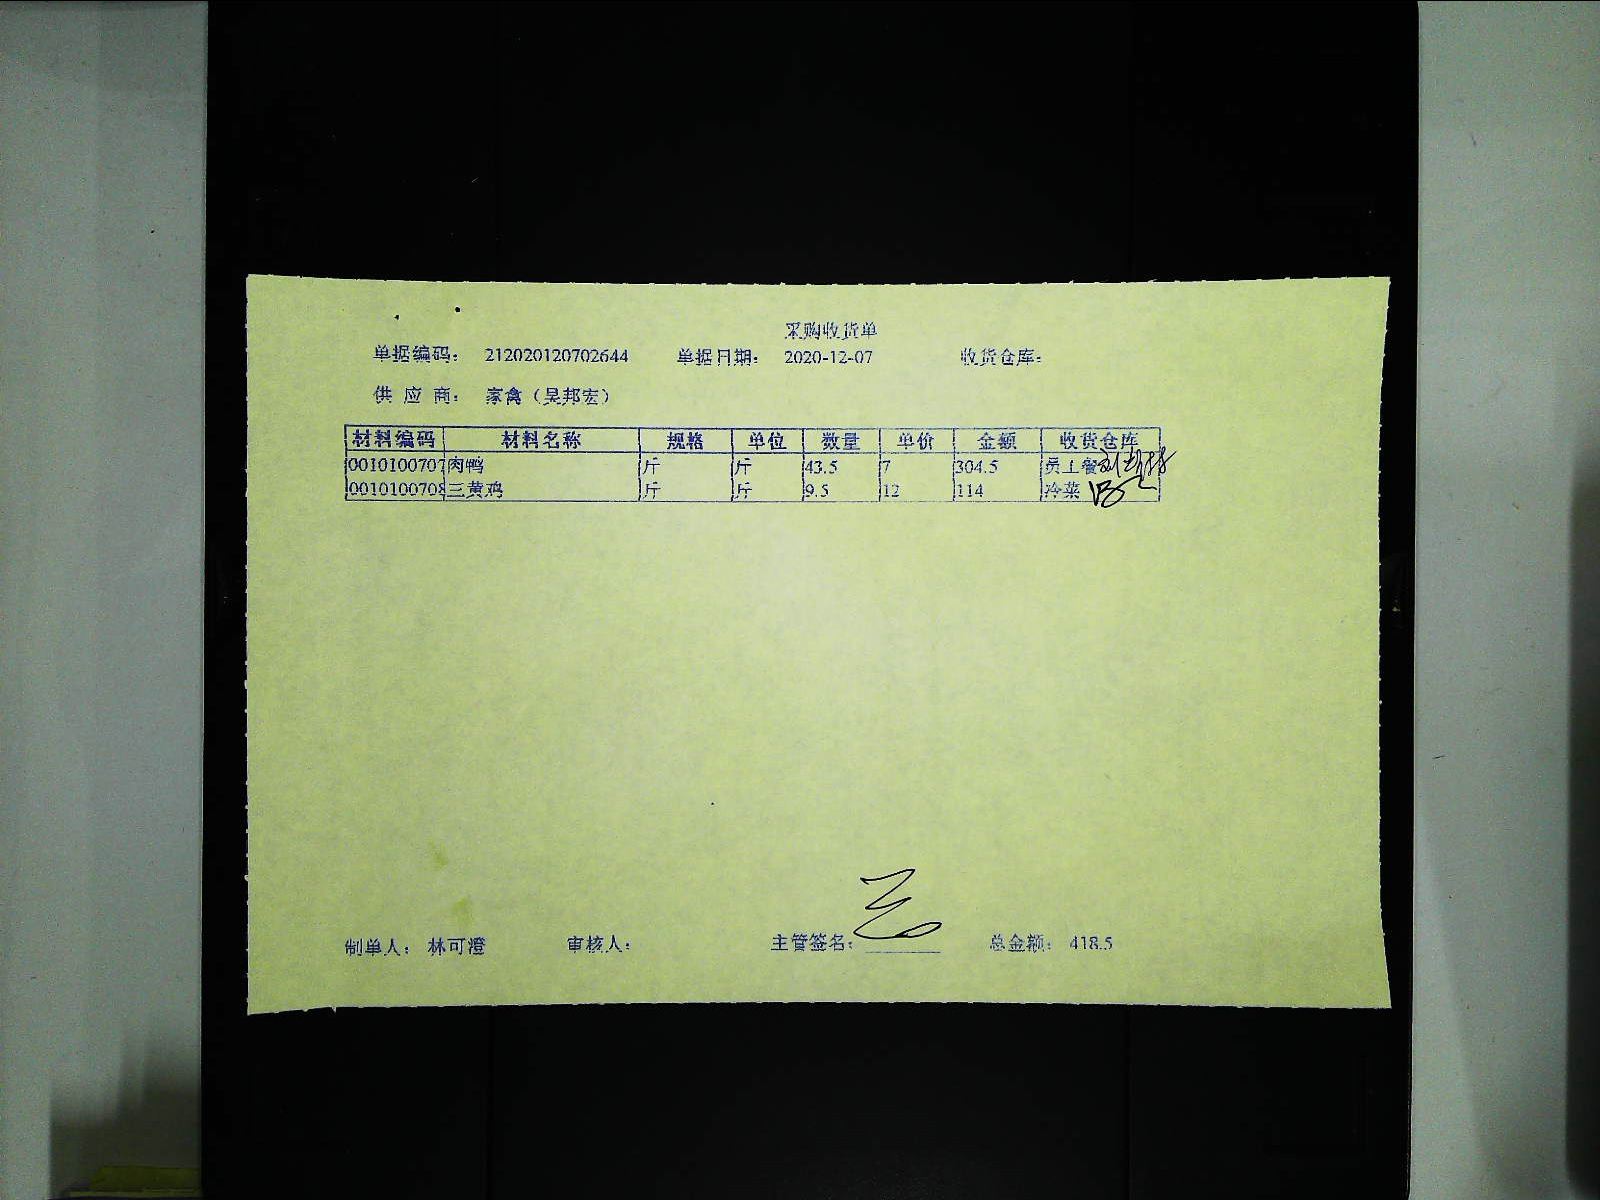 采购收货单
单据编码: 212020120702644 单据日期: 2020-12-07 收货仓库:
供 应 商: 家禽（吴邦宏）
材料编码 材料名称 规格 单位 数量 单价 金额 收货仓库
0010100707 肉鸭 斤 斤 43.5 7 304.5 员工餐
0010100708 三黄鸡 斤 斤 9.5 12 114 冷菜
制单人: 林可澄 审核人: 主管签名: 总金额: 418.5